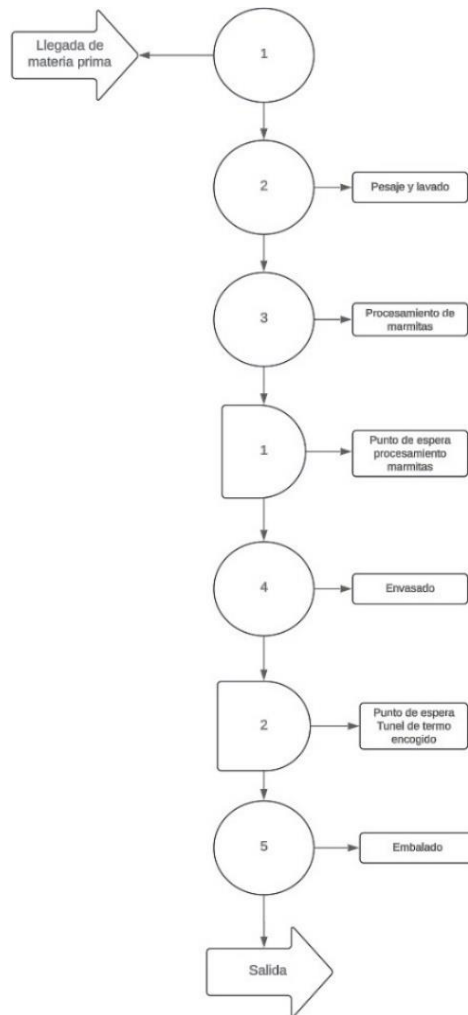 Llegada de
materia prima
1
2
Pesaje y lavado
3
Procesamiento de
marmitas
1
Punto de espera
procesamiento
marmitas
4
Envasado
2
Punto de espera
Tunel de termo
encogido
5
Embalado
Salida